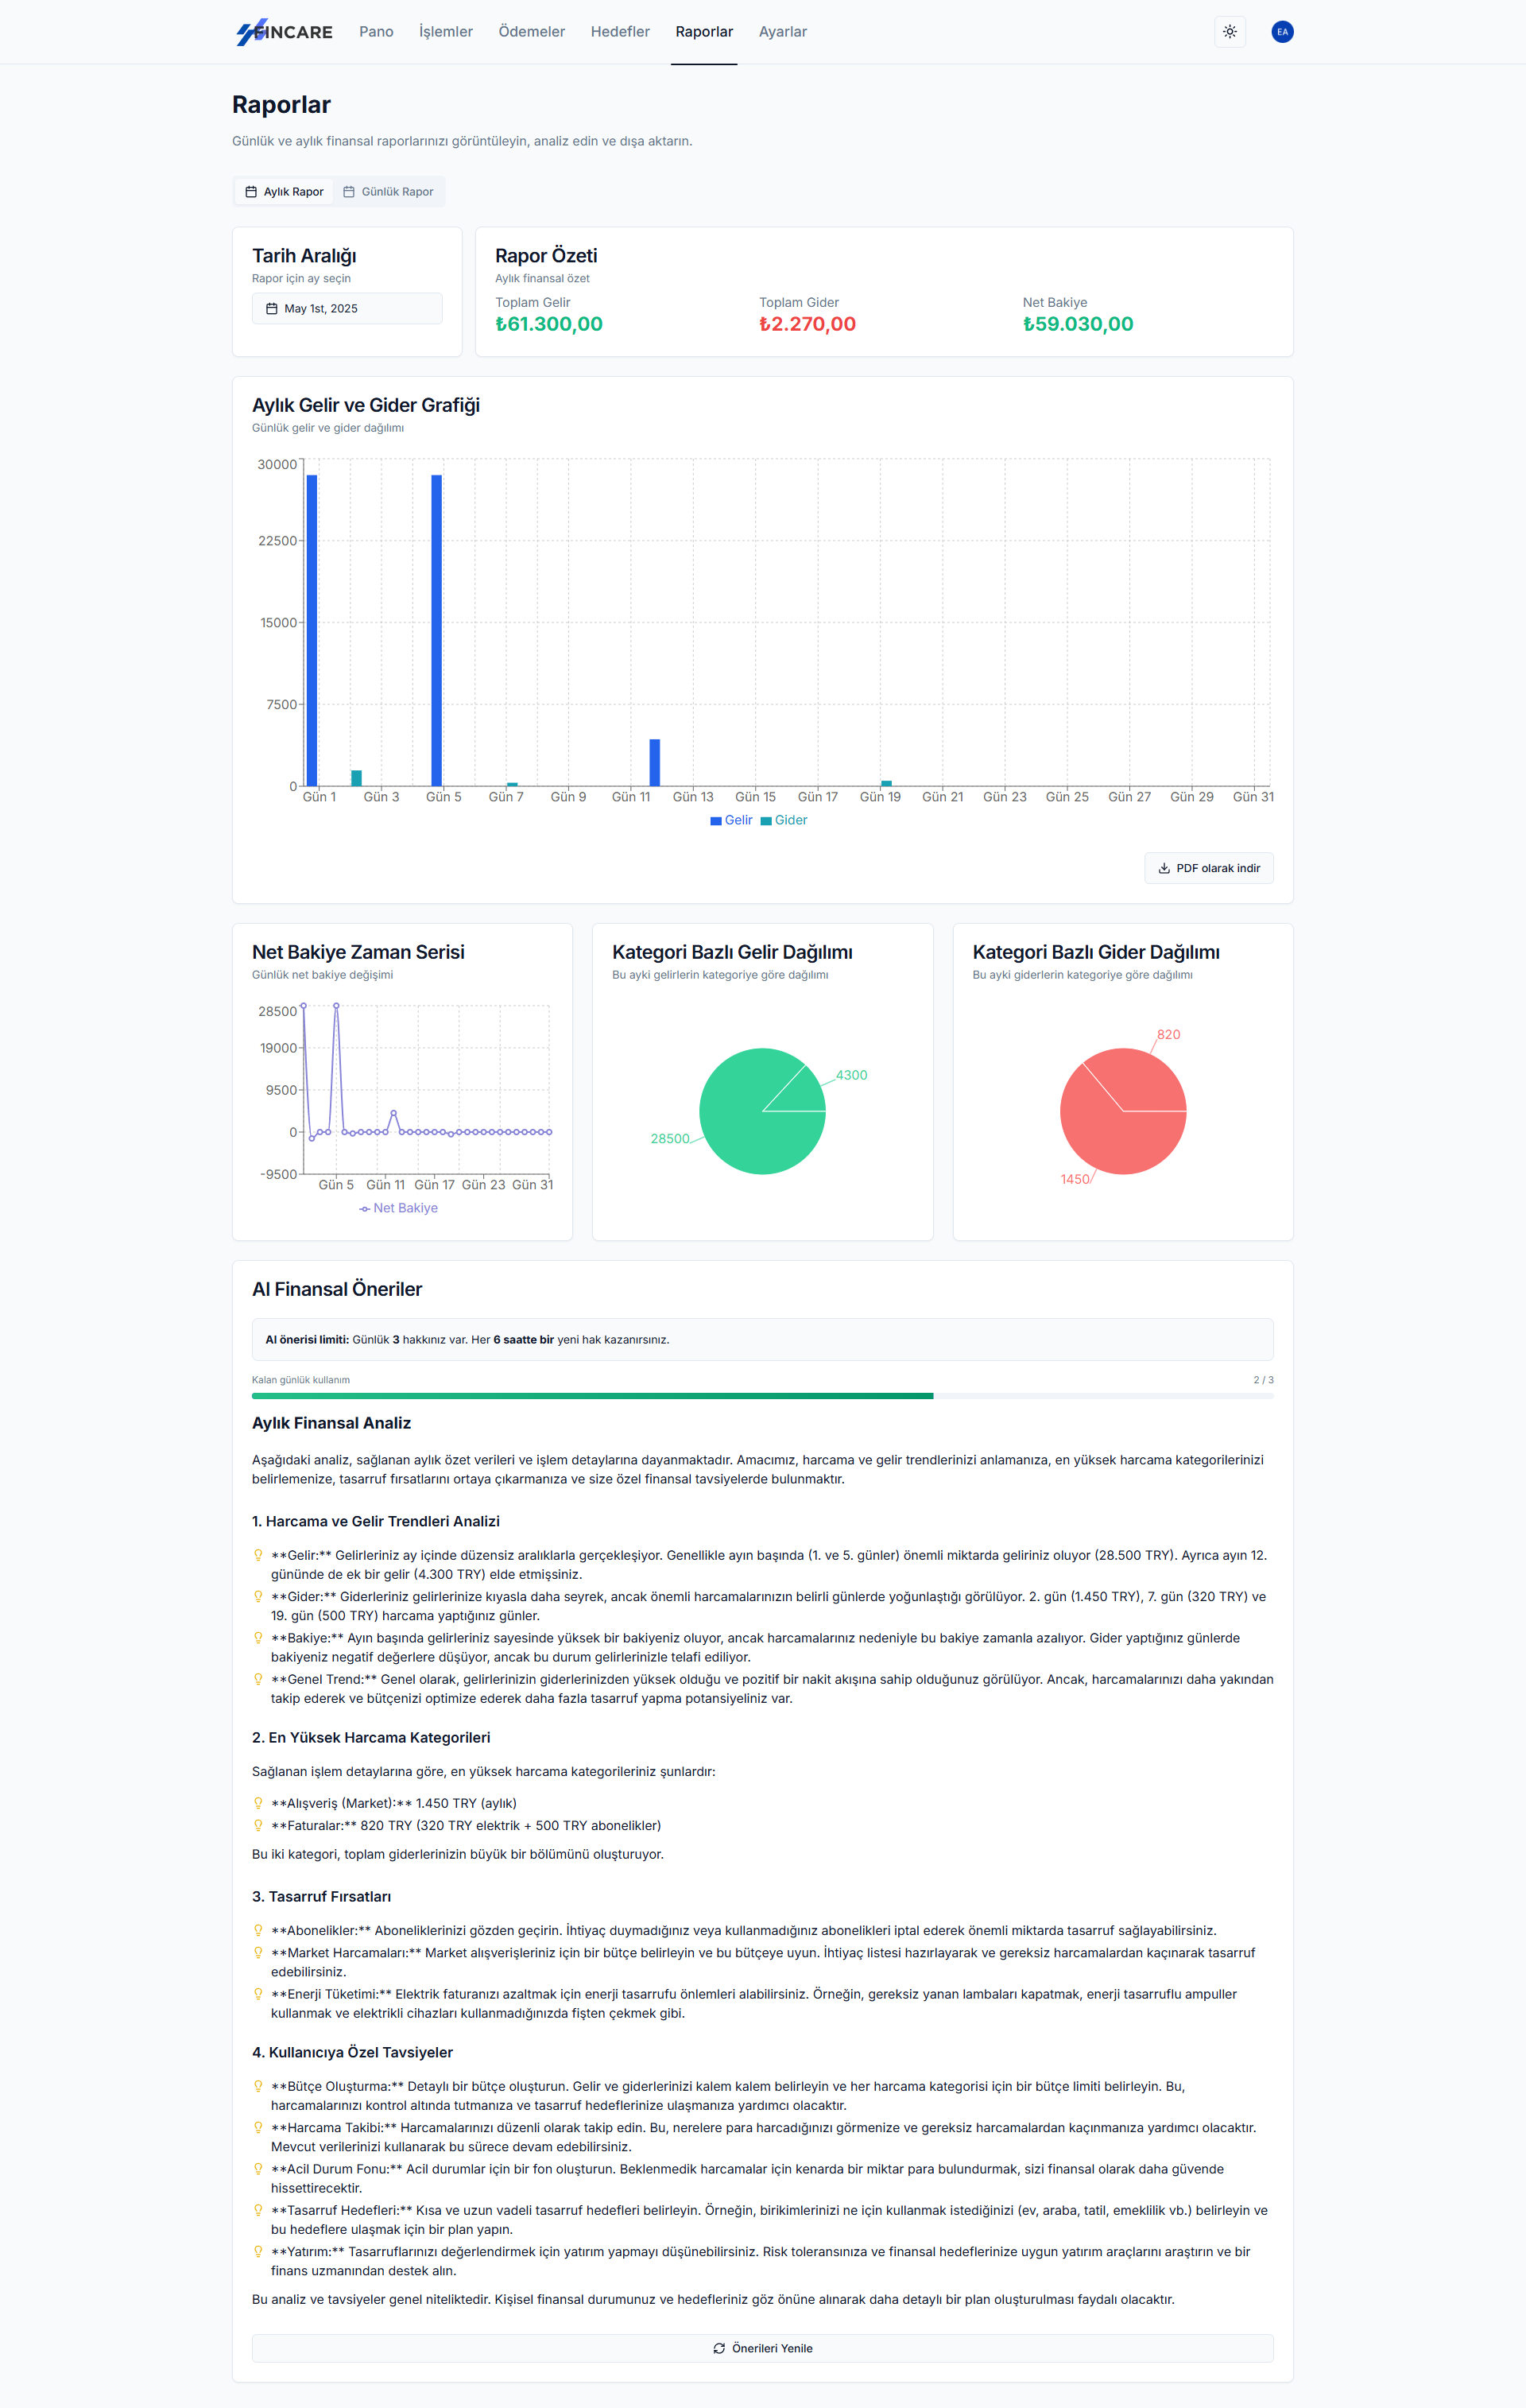 FINCARE Pano İşlemler Ödemeler Hedefler Raporlar Ayarlar EA
Raporlar
Günlük ve aylık finansal raporlarınızı görüntüleyin, analiz edin ve dışa aktarın.
Aylık Rapor Günlük Rapor
Tarih Aralığı
Rapor için ay seçin
May 1st, 2025
Rapor Özeti
Aylık finansal özet
Toplam Gelir Toplam Gider Net Bakiye
₺61.300,00 ₺2.270,00 ₺59.030,00
Aylık Gelir ve Gider Grafiği
Günlük gelir ve gider dağılımı
30000
22500
15000
7500
0
Gün 1 Gün 3 Gün 5 Gün 7 Gün 9 Gün 11 Gün 13 Gün 15 Gün 17 Gün 19 Gün 21 Gün 23 Gün 25 Gün 27 Gün 29 Gün 31
Gelir Gider
PDF olarak indir
Net Bakiye Zaman Serisi
Günlük net bakiye değişimi
28500
19000
9500
0
-9500
Gün 5 Gün 11 Gün 17 Gün 23 Gün 31
Net Bakiye
Kategori Bazlı Gelir Dağılımı
Bu ayki gelirlerin kategoriye göre dağılımı
4300
28500
Kategori Bazlı Gider Dağılımı
Bu ayki giderlerin kategoriye göre dağılımı
820
1450
AI Finansal Öneriler
AI önerisi limiti: Günlük 3 hakkınız var. Her 6 saatte bir yeni hak kazanırsınız.
Kalan günlük kullanım 2 / 3
Aylık Finansal Analiz
Aşağıdaki analiz, sağlanan aylık özet verileri ve işlem detaylarına dayanmaktadır. Amacımız, harcama ve gelir trendlerinizi anlamanıza, en yüksek harcama kategorilerinizi
belirlemenize, tasarruf fırsatlarını ortaya çıkarmanıza ve size özel finansal tavsiyelerde bulunmaktır.
1. Harcama ve Gelir Trendleri Analizi
**Gelir:** Gelirleriniz ay içinde düzensiz aralıklarla gerçekleşiyor. Genellikle ayın başında (1. ve 5. günler) önemli miktarda geliriniz oluyor (28.500 TRY). Ayrıca ayın 12.
gününde de ek bir gelir (4.300 TRY) elde etmişsiniz.
**Gider:** Giderleriniz gelirlerinize kıyasla daha seyrek, ancak önemli harcamalarınızın belirli günlerde yoğunlaştığı görülüyor. 2. gün (1.450 TRY), 7. gün (320 TRY) ve
19. gün (500 TRY) harcama yaptığınız günler.
**Bakiye:** Ayın başında gelirleriniz sayesinde yüksek bir bakiyeniz oluyor, ancak harcamalarınız nedeniyle bu bakiye zamanla azalıyor. Gider yaptığınız günlerde
bakiyeniz negatif değerlere düşüyor, ancak bu durum gelirlerinizle telafi ediliyor.
**Genel Trend:** Genel olarak, gelirlerinizin giderlerinizden yüksek olduğu ve pozitif bir nakit akışına sahip olduğunuz görülüyor. Ancak, harcamalarınızı daha yakından
takip ederek ve bütçenizi optimize ederek daha fazla tasarruf yapma potansiyeliniz var.
2. En Yüksek Harcama Kategorileri
Sağlanan işlem detaylarına göre, en yüksek harcama kategorileriniz şunlardır:
**Alışveriş (Market):** 1.450 TRY (aylık)
**Faturalar:** 820 TRY (320 TRY elektrik + 500 TRY abonelikler)
Bu iki kategori, toplam giderlerinizin büyük bir bölümünü oluşturuyor.
3. Tasarruf Fırsatları
**Abonelikler:** Aboneliklerinizi gözden geçirin. İhtiyaç duymadığınız veya kullanmadığınız abonelikleri iptal ederek önemli miktarda tasarruf sağlayabilirsiniz.
**Market Harcamaları:** Market alışverişleriniz için bir bütçe belirleyin ve bu bütçeye uyun. İhtiyaç listesi hazırlayarak ve gereksiz harcamalardan kaçınarak tasarruf
edebilirsiniz.
**Enerji Tüketimi:** Elektrik faturanızı azaltmak için enerji tasarrufu önlemleri alabilirsiniz. Örneğin, gereksiz yanan lambaları kapatmak, enerji tasarruflu ampuller
kullanmak ve elektrikli cihazları kullanmadığınızda fişten çekmek gibi.
4. Kullanıcıya Özel Tavsiyeler
**Bütçe Oluşturma:** Detaylı bir bütçe oluşturun. Gelir ve giderlerinizi kalem kalem belirleyin ve her harcama kategorisi için bir bütçe limiti belirleyin. Bu,
harcamalarınızı kontrol altında tutmanıza ve tasarruf hedeflerinize ulaşmanıza yardımcı olacaktır.
**Harcama Takibi:** Harcamalarınızı düzenli olarak takip edin. Bu, nerelere para harcadığınızı görmenize ve gereksiz harcamalardan kaçınmanıza yardımcı olacaktır.
Mevcut verilerinizi kullanarak bu sürece devam edebilirsiniz.
**Acil Durum Fonu:** Acil durumlar için bir fon oluşturun. Beklenmedik harcamalar için kenarda bir miktar para bulundurmak, sizi finansal olarak daha güvende
hissettirecektir.
**Tasarruf Hedefleri:** Kısa ve uzun vadeli tasarruf hedefleri belirleyin. Örneğin, birikimlerinizi ne için kullanmak istediğinizi (ev, araba, tatil, emeklilik vb.) belirleyin ve
bu hedeflere ulaşmak için bir plan yapın.
**Yatırım:** Tasarruflarınızı değerlendirmek için yatırım yapmayı düşünebilirsiniz. Risk toleransınıza ve finansal hedeflerinize uygun yatırım araçlarını araştırın ve bir
finans uzmanından destek alın.
Bu analiz ve tavsiyeler genel niteliktedir. Kişisel finansal durumunuz ve hedefleriniz göz önüne alınarak daha detaylı bir plan oluşturulması faydalı olacaktır.
Önerileri Yenile